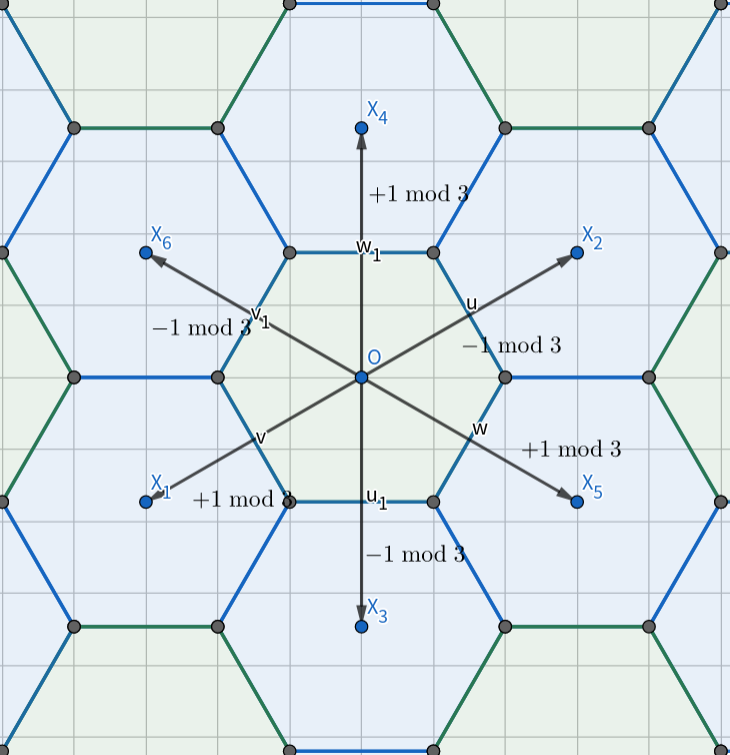 X₄
+1 mod 3
X₆
w₁
X₂
v₁
u
−1 mod 3
−1 mod 3
O
v
w
+1 mod 3
X₁
+1 mod 3
u₁
X₅
−1 mod 3
X₃